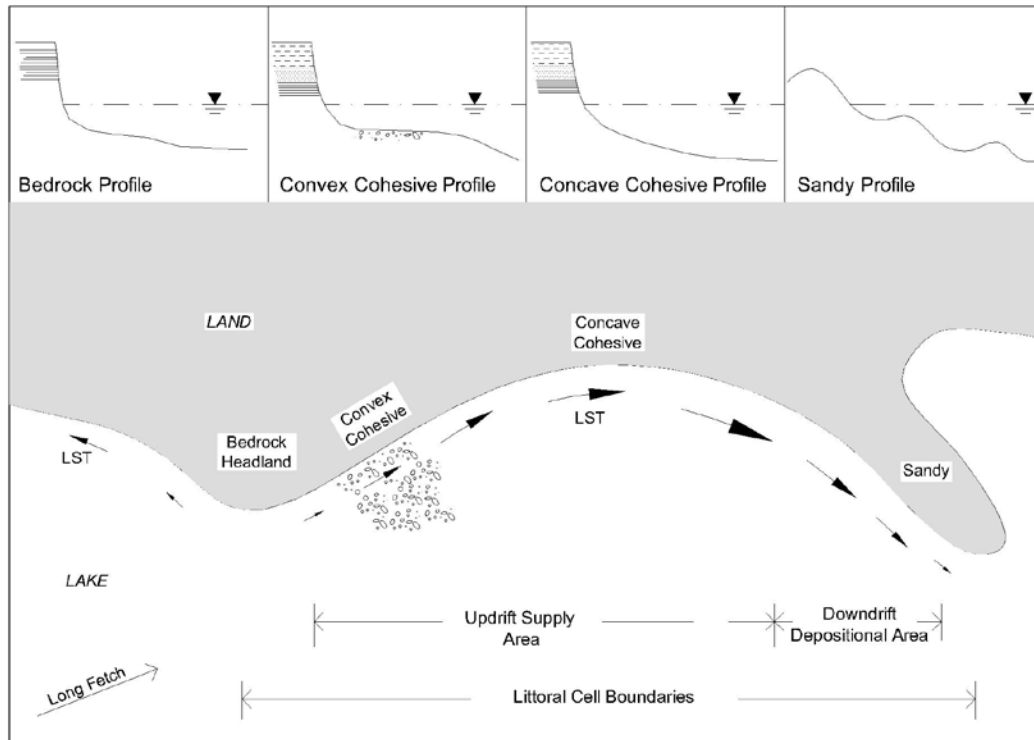 Bedrock Profile
Convex Cohesive Profile
Concave Cohesive Profile
Sandy Profile
LAND
Concave
Cohesive
Convex
Cohesive
Bedrock
Headland
LST
LST
Sandy
LAKE
Updrift Supply
Area
Downdrift
Depositional Area
Long Fetch
Littoral Cell Boundaries